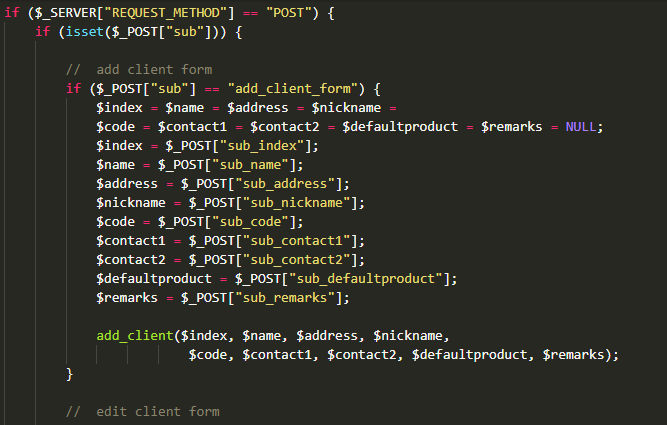 if ($_SERVER["REQUEST_METHOD"] == "POST") {
if (isset($_POST["sub"])) {
// add client form
if ($_POST["sub"] == "add_client_form") {
$index = $name = $address = $nickname =
$code = $contact1 = $contact2 = $defaultproduct = $remarks = NULL;
$index = $_POST["sub_index"];
$name = $_POST["sub_name"];
$address = $_POST["sub_address"];
$nickname = $_POST["sub_nickname"];
$code = $_POST["sub_code"];
$contact1 = $_POST["sub_contact1"];
$contact2 = $_POST["sub_contact2"];
$defaultproduct = $_POST["sub_defaultproduct"];
$remarks = $_POST["sub_remarks"];
add_client($index, $name, $address, $nickname,
$code, $contact1, $contact2, $defaultproduct, $remarks);
}
// edit client form